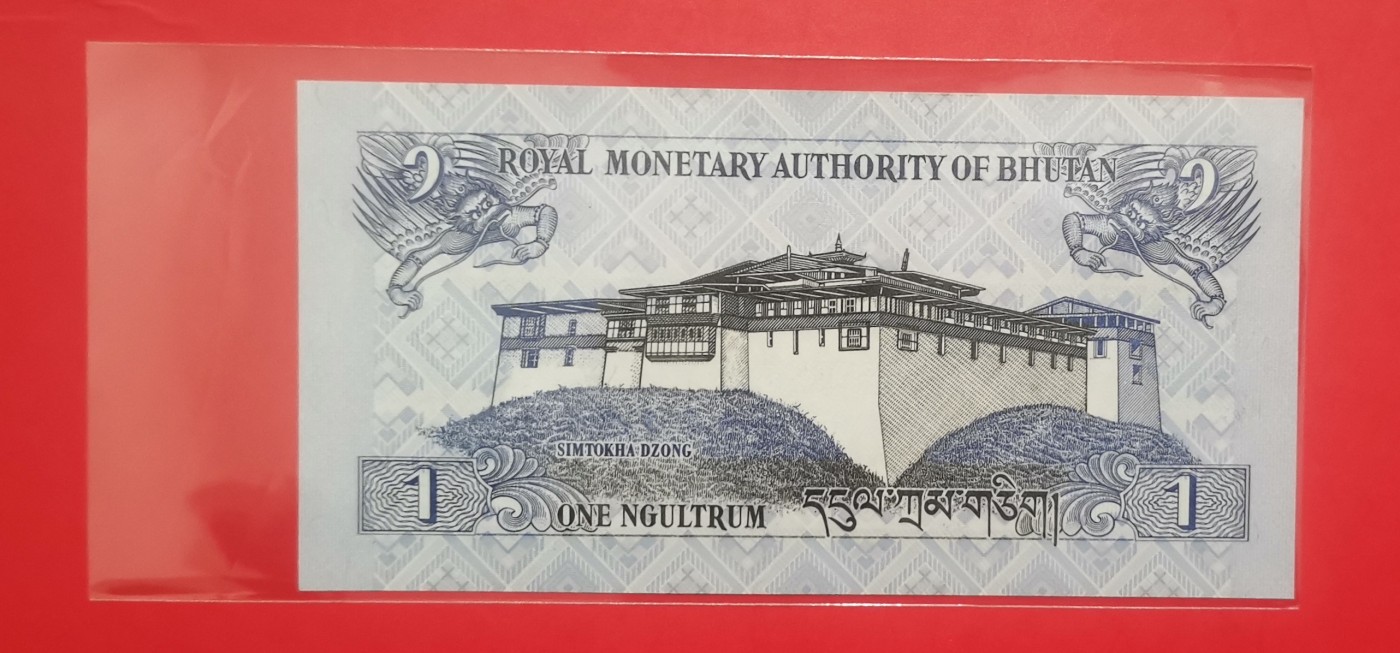 ༡ ROYAL MONETARY AUTHORITY OF BHUTAN ༡
SIMTOKHA DZONG
1 ONE NGULTRUM དངུལ་ཀྲམ་གཅིག། 1